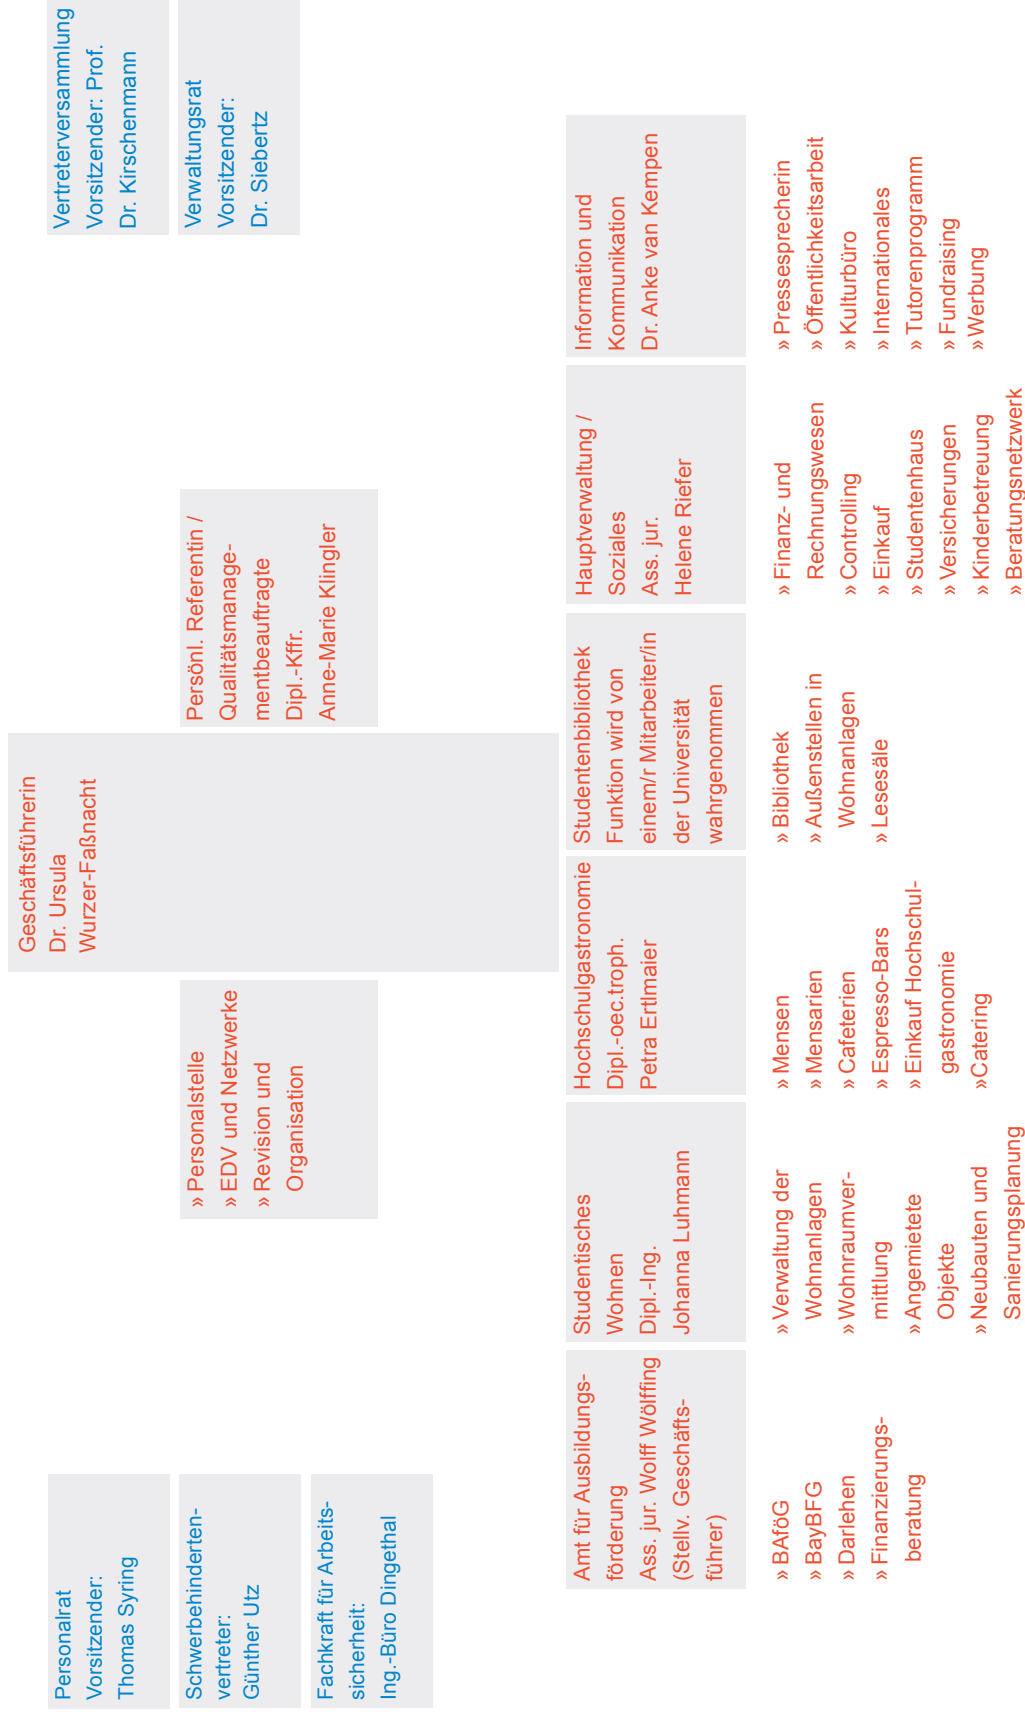 Personalrat
Vorsitzender:
Thomas Syring
Schwerbehinderten-
vertreter:
Günther Utz
Fachkraft für Arbeits-
sicherheit:
Ing.-Büro Dingethal
Geschäftsführerin
Dr. Ursula
Wurzer-Faßnacht
» Personalstelle
» EDV und Netzwerke
» Revision und
Organisation
Persönl. Referentin /
Qualitätsmanage-
mentbeauftragte
Dipl.-Kffr.
Anne-Marie Klingler
Vertreterversammlung
Vorsitzender: Prof.
Dr. Kirschenmann
Verwaltungsrat
Vorsitzender:
Dr. Siebertz
Amt für Ausbildungs-
förderung
Ass. jur. Wolff Wölffing
(Stellv. Geschäfts-
führer)
» BAföG
» BayBFG
» Darlehen
» Finanzierungs-
beratung
Studentisches
Wohnen
Dipl.-Ing.
Johanna Luhmann
» Verwaltung der
Wohnanlagen
» Wohnraumver-
mittlung
» Angemietete
Objekte
» Neubauten und
Sanierungsplanung
Hochschulgastronomie
Dipl.-oec.troph.
Petra Ertlmaier
» Mensen
» Mensarien
» Cafeterien
» Espresso-Bars
» Einkauf Hochschul-
gastronomie
»Catering
Studentenbibliothek
Funktion wird von
einem/r Mitarbeiter/in
der Universität
wahrgenommen
» Bibliothek
» Außenstellen in
Wohnanlagen
» Lesesäle
Hauptverwaltung /
Soziales
Ass. jur.
Helene Riefer
» Finanz- und
Rechnungswesen
» Controlling
» Einkauf
» Studentenhaus
» Versicherungen
» Kinderbetreuung
» Beratungsnetzwerk
Information und
Kommunikation
Dr. Anke van Kempen
» Pressesprecherin
» Öffentlichkeitsarbeit
» Kulturbüro
» Internationales
» Tutorenprogramm
» Fundraising
» Werbung